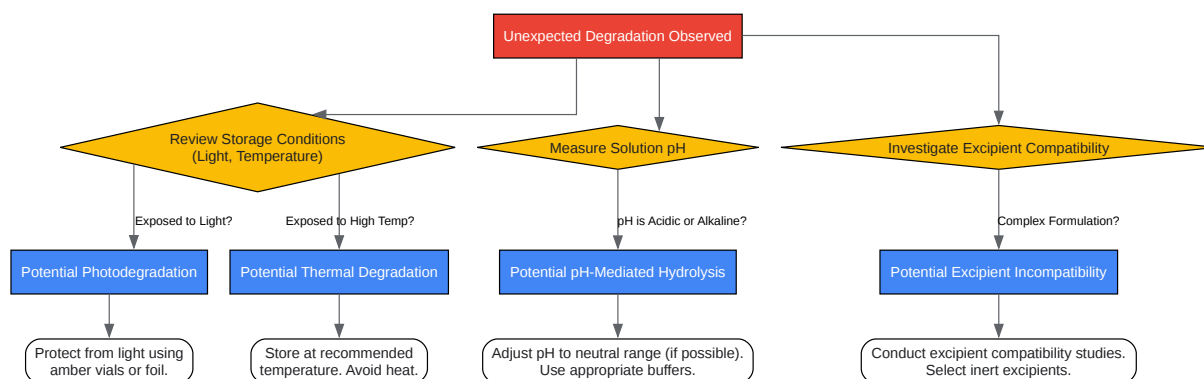 Unexpected Degradation Observed
Review Storage Conditions
(Light, Temperature)
Measure Solution pH
Investigate Excipient Compatibility
Exposed to Light?
Exposed to High Temp?
pH is Acidic or Alkaline?
Complex Formulation?
Potential Photodegradation
Potential Thermal Degradation
Potential pH-Mediated Hydrolysis
Potential Excipient Incompatibility
Protect from light using
amber vials or foil.
Store at recommended
temperature. Avoid heat.
Adjust pH to neutral range (if possible).
Use appropriate buffers.
Conduct excipient compatibility studies.
Select inert excipients.